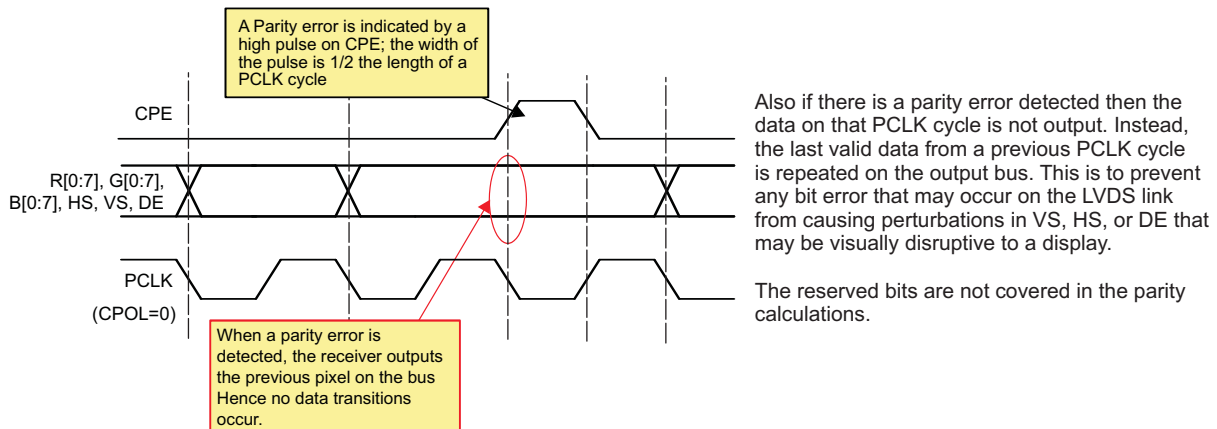 A Parity error is indicated by a
high pulse on CPE; the width of
the pulse is 1/2 the length of a
PCLK cycle
CPE
R[0:7], G[0:7],
B[0:7], HS, VS, DE
PCLK
(CPOL=0)
When a parity error is
detected, the receiver outputs
the previous pixel on the bus
Hence no data transitions
occur.
Also if there is a parity error detected then the
data on that PCLK cycle is not output. Instead,
the last valid data from a previous PCLK cycle
is repeated on the output bus. This is to prevent
any bit error that may occur on the LVDS link
from causing perturbations in VS, HS, or DE that
may be visually disruptive to a display.
The reserved bits are not covered in the parity
calculations.